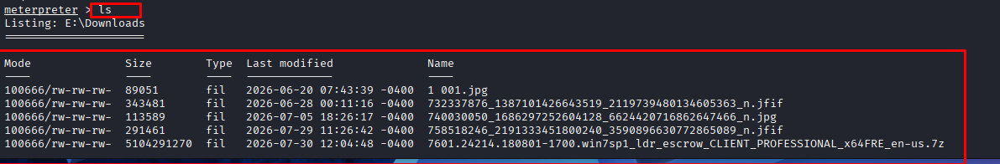 meterpreter > ls
Listing: E:\Downloads
=====================
Mode Size Type Last modified Name
---- ---- ---- ------------- ----
100666/rw-rw-rw- 89051 fil 2026-06-20 07:43:39 -0400 1 001.jpg
100666/rw-rw-rw- 343481 fil 2026-06-28 00:11:16 -0400 732337876_1387101426643519_2119739480134605363_n.jfif
100666/rw-rw-rw- 113589 fil 2026-07-05 18:26:17 -0400 740030050_1686297252604128_6624420716862647466_n.jpg
100666/rw-rw-rw- 291461 fil 2026-07-29 11:26:42 -0400 758518246_2191333451800240_3590896630772865089_n.jfif
100666/rw-rw-rw- 5104291270 fil 2026-07-30 12:04:48 -0400 7601.24214.180801-1700.win7sp1_ldr_escrow_CLIENT_PROFESSIONAL_x64FRE_en-us.7z